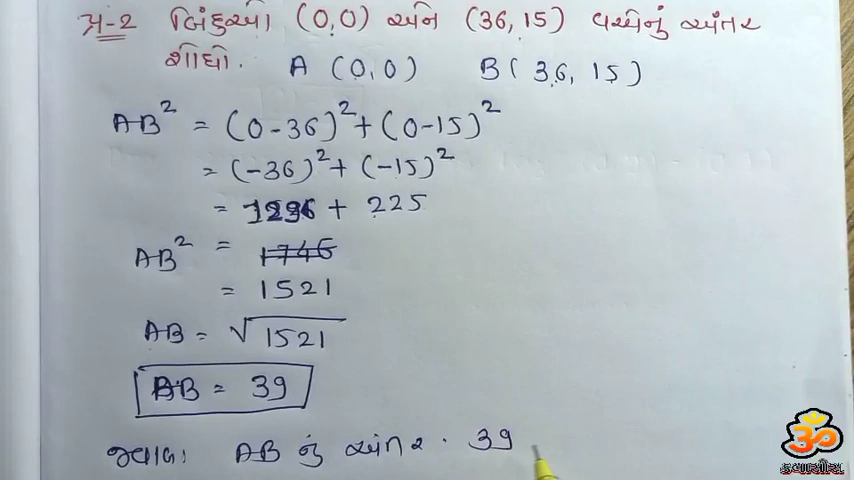 પ્ર-2 બિંદુઓ (0,0) અને (36,15) વચ્ચેનું અંતર
શોધો. A (0,0) B(36,15)
AB² = (0-36)² + (0-15)²
= (-36)² + (-15)²
= 1296 + 225
AB² = 1746
= 1521
AB = √1521
AB = 39
જવાબ: AB નું અંતર . 39
ૐ